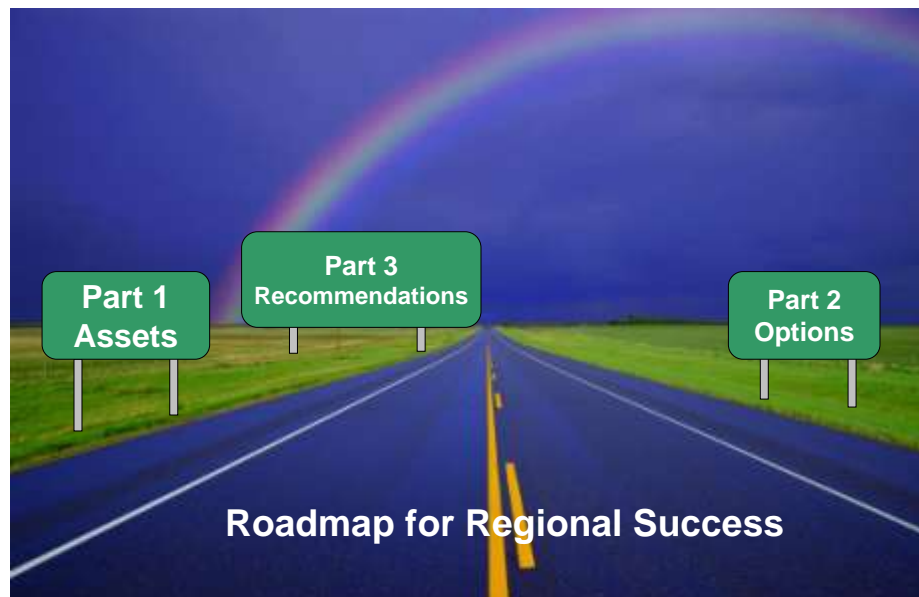 Part 1
Assets
Part 3
Recommendations
Part 2
Options
Roadmap for Regional Success